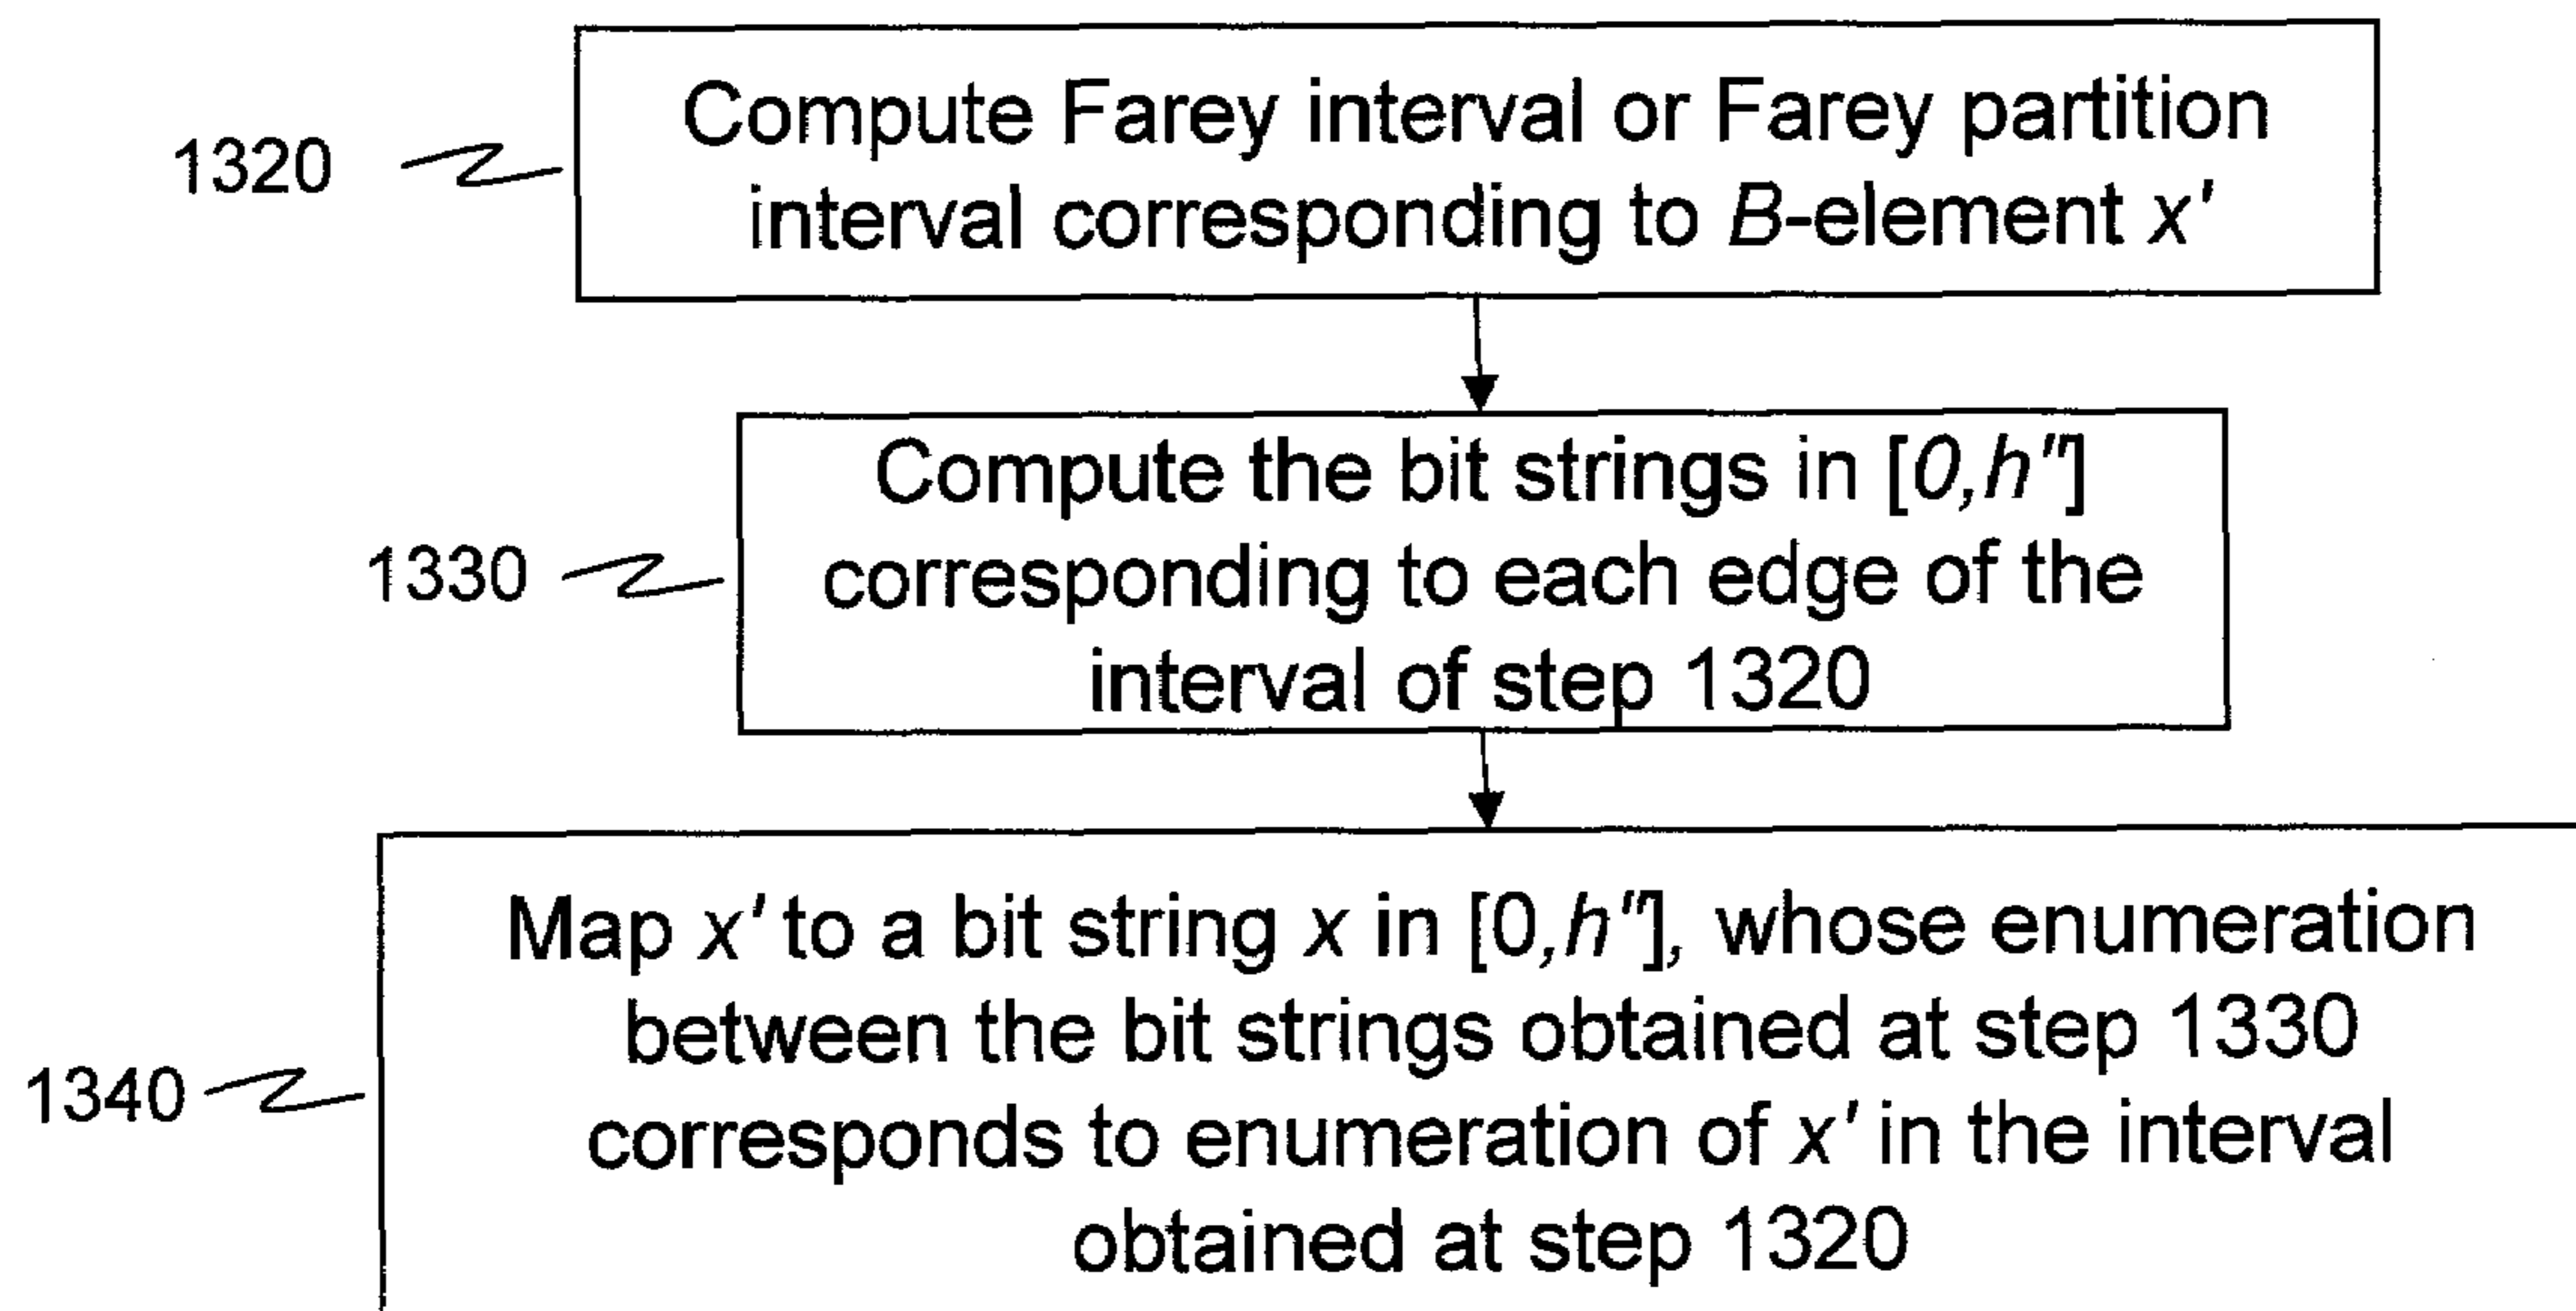 1320
Compute Farey interval or Farey partition
interval corresponding to B-element x'
1330
Compute the bit strings in [0,h"]
corresponding to each edge of the
interval of step 1320
1340
Map x' to a bit string x in [0,h"], whose enumeration
between the bit strings obtained at step 1330
corresponds to enumeration of x' in the interval
obtained at step 1320